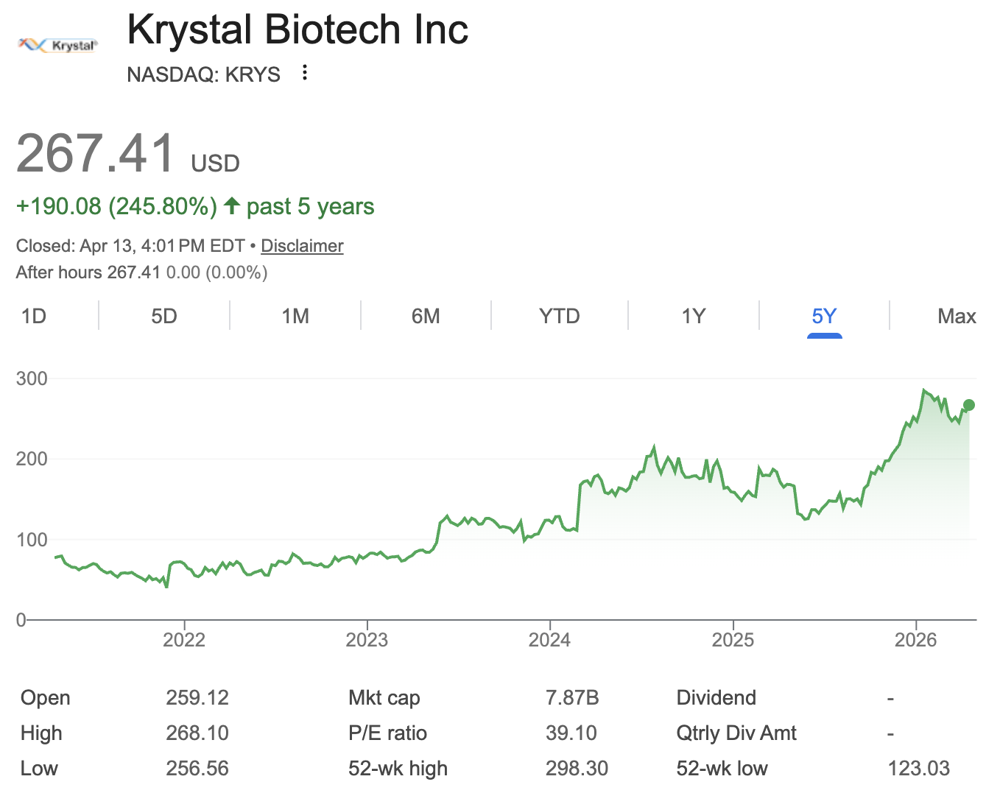 Krystal Biotech Inc
Krystal®
NASDAQ: KRYS
267.41 USD
+190.08 (245.80%) ↑ past 5 years
Closed: Apr 13, 4:01 PM EDT • Disclaimer
After hours 267.41 0.00 (0.00%)
1D 5D 1M 6M YTD 1Y 5Y Max
300
200
100
0
2022 2023 2024 2025 2026
Open 259.12 Mkt cap 7.87B Dividend -
High 268.10 P/E ratio 39.10 Qtrly Div Amt -
Low 256.56 52-wk high 298.30 52-wk low 123.03